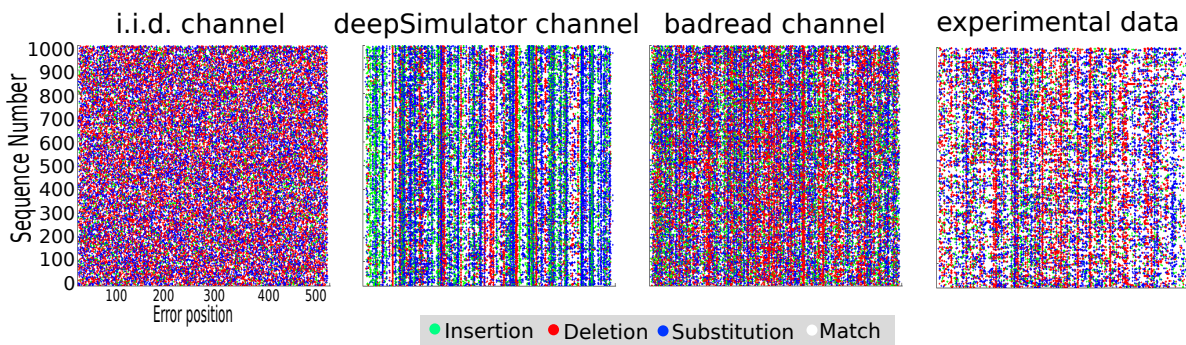 i.i.d. channel
deepSimulator channel
badread channel
experimental data
Sequence Number
1000
900
800
700
600
500
400
300
200
100
0
100 200 300 400 500
Error position
Insertion Deletion Substitution Match